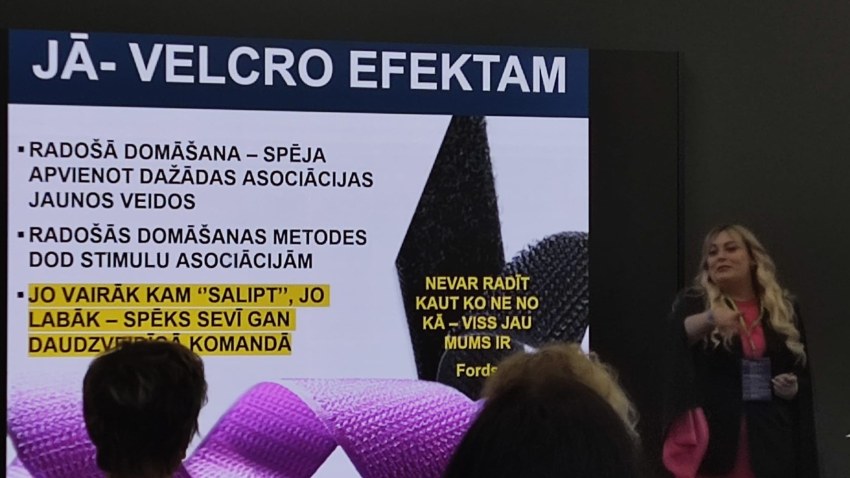 JĀ- VELCRO EFEKTAM
▪RADOŠĀ DOMĀŠANA – SPĒJA
APVIENOT DAŽĀDAS ASOCIĀCIJAS
JAUNOS VEIDOS
▪RADOŠĀS DOMĀŠANAS METODES
DOD STIMULU ASOCIĀCIJĀM
▪JO VAIRĀK KAM “SALIPT”, JO
LABĀK – SPĒKS SEVĪ GAN
KOMANDĀ
NEVAR RADĪT
KAUT KO NE NO
KĀ – VISS JAU
MUMS IR
Fords